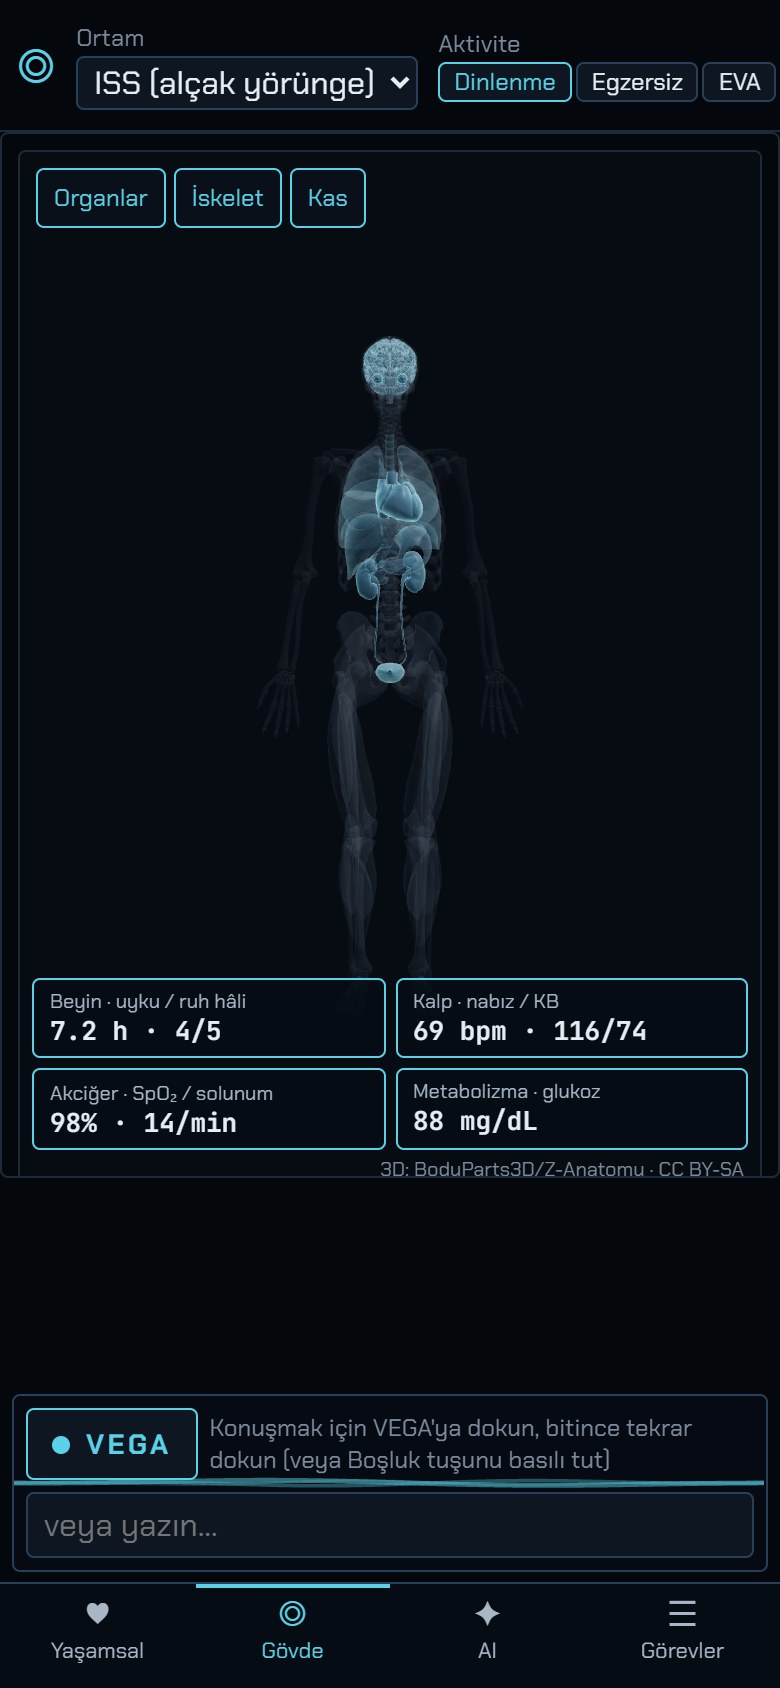 Ortam
ISS (alçak yörünge)
Aktivite
Dinlenme
Egzersiz
EVA
Organlar
İskelet
Kas
Beyin · uyku / ruh hâli
7.2 h · 4/5
Kalp · nabız / KB
69 bpm · 116/74
Akciğer · SpO₂ / solunum
98% · 14/min
Metabolizma · glukoz
88 mg/dL
3D: BodyParts3D/Z-Anatomy · CC BY-SA
VEGA
Konuşmak için VEGA'ya dokun, bitince tekrar
dokun (veya Boşluk tuşunu basılı tut)
veya yazın...
Yaşamsal
Gövde
AI
Görevler